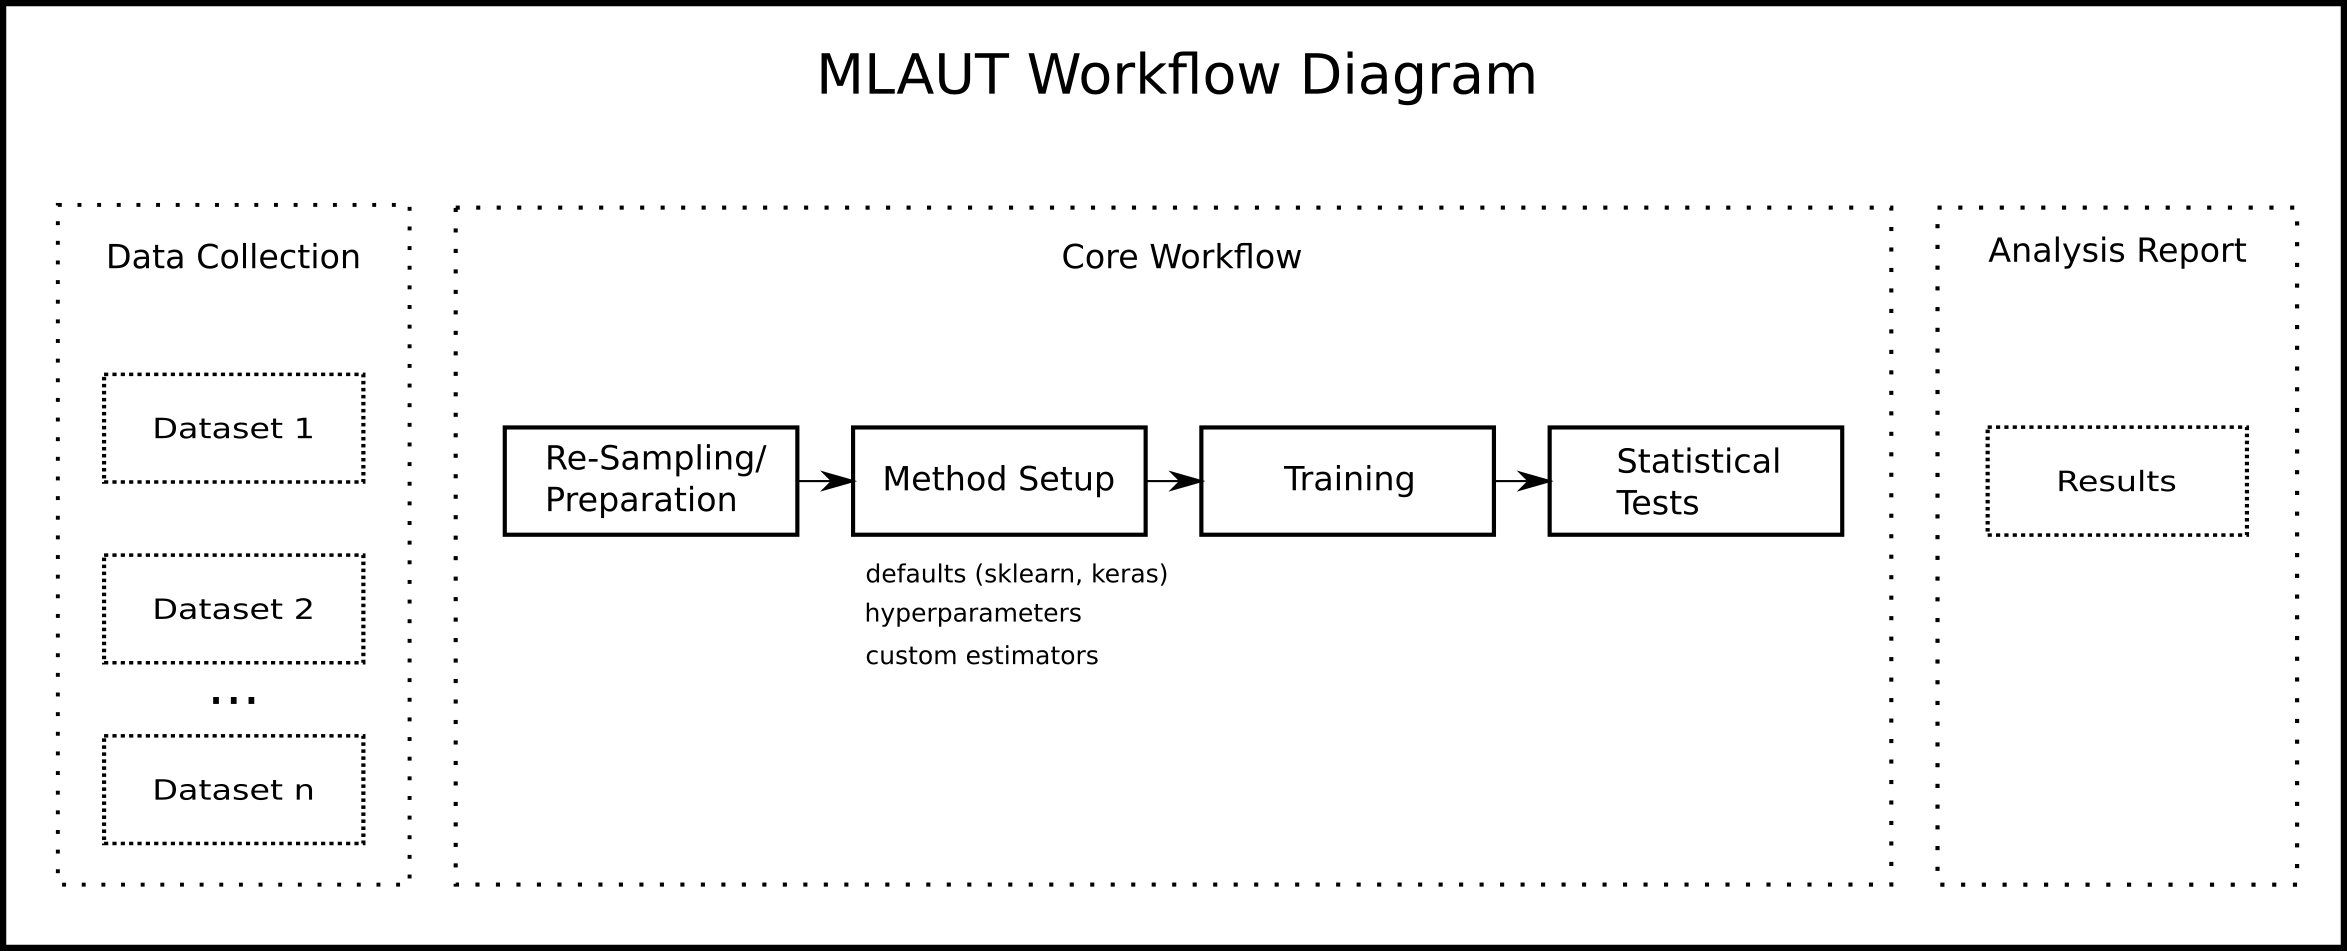 MLAUT Workflow Diagram
Data Collection
Dataset 1
Dataset 2
...
Dataset n
Core Workflow
Re-Sampling/
Preparation
Method Setup
defaults (sklearn, keras)
hyperparameters
custom estimators
Training
Statistical
Tests
Analysis Report
Results